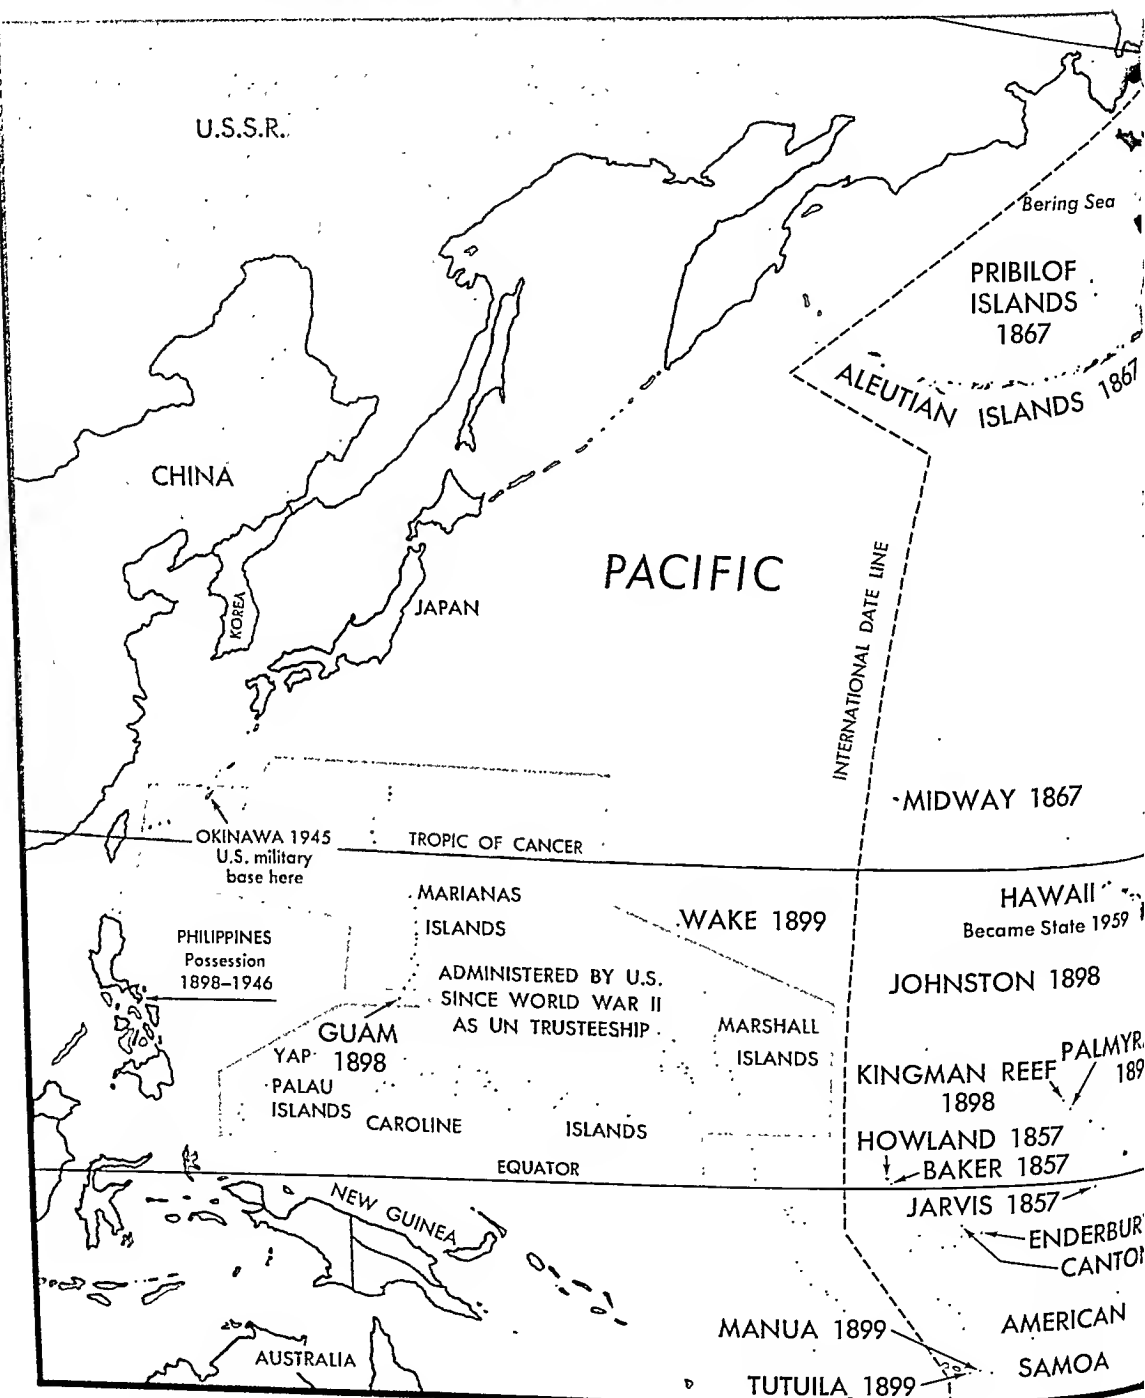 U.S.S.R.
Bering Sea
PRIBILOF
ISLANDS
1867
ALEUTIAN ISLANDS 1867
CHINA
PACIFIC
KOREA
JAPAN
INTERNATIONAL DATE LINE
MIDWAY 1867
OKINAWA 1945
U.S. military
base here
TROPIC OF CANCER
MARIANAS
ISLANDS
WAKE 1899
HAWAII
Became State 1959
PHILIPPINES
Possession
1898–1946
ADMINISTERED BY U.S.
SINCE WORLD WAR II
AS UN TRUSTEESHIP
JOHNSTON 1898
GUAM
1898
MARSHALL
ISLANDS
YAP
PALAU
ISLANDS
CAROLINE ISLANDS
KINGMAN REEF
1898
PALMYR
189
HOWLAND 1857
BAKER 1857
EQUATOR
JARVIS 1857
NEW GUINEA
ENDERBUR
CANTO
MANUA 1899
AMERICAN
SAMOA
AUSTRALIA
TUTUILA 1899